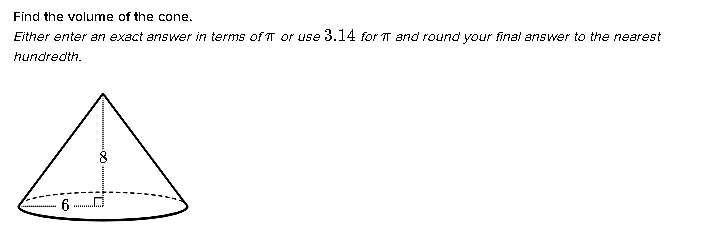 Find the volume of the cone.
Either enter an exact answer in terms of π or use 3.14 for π and round your final answer to the nearest
hundredth.
8
6